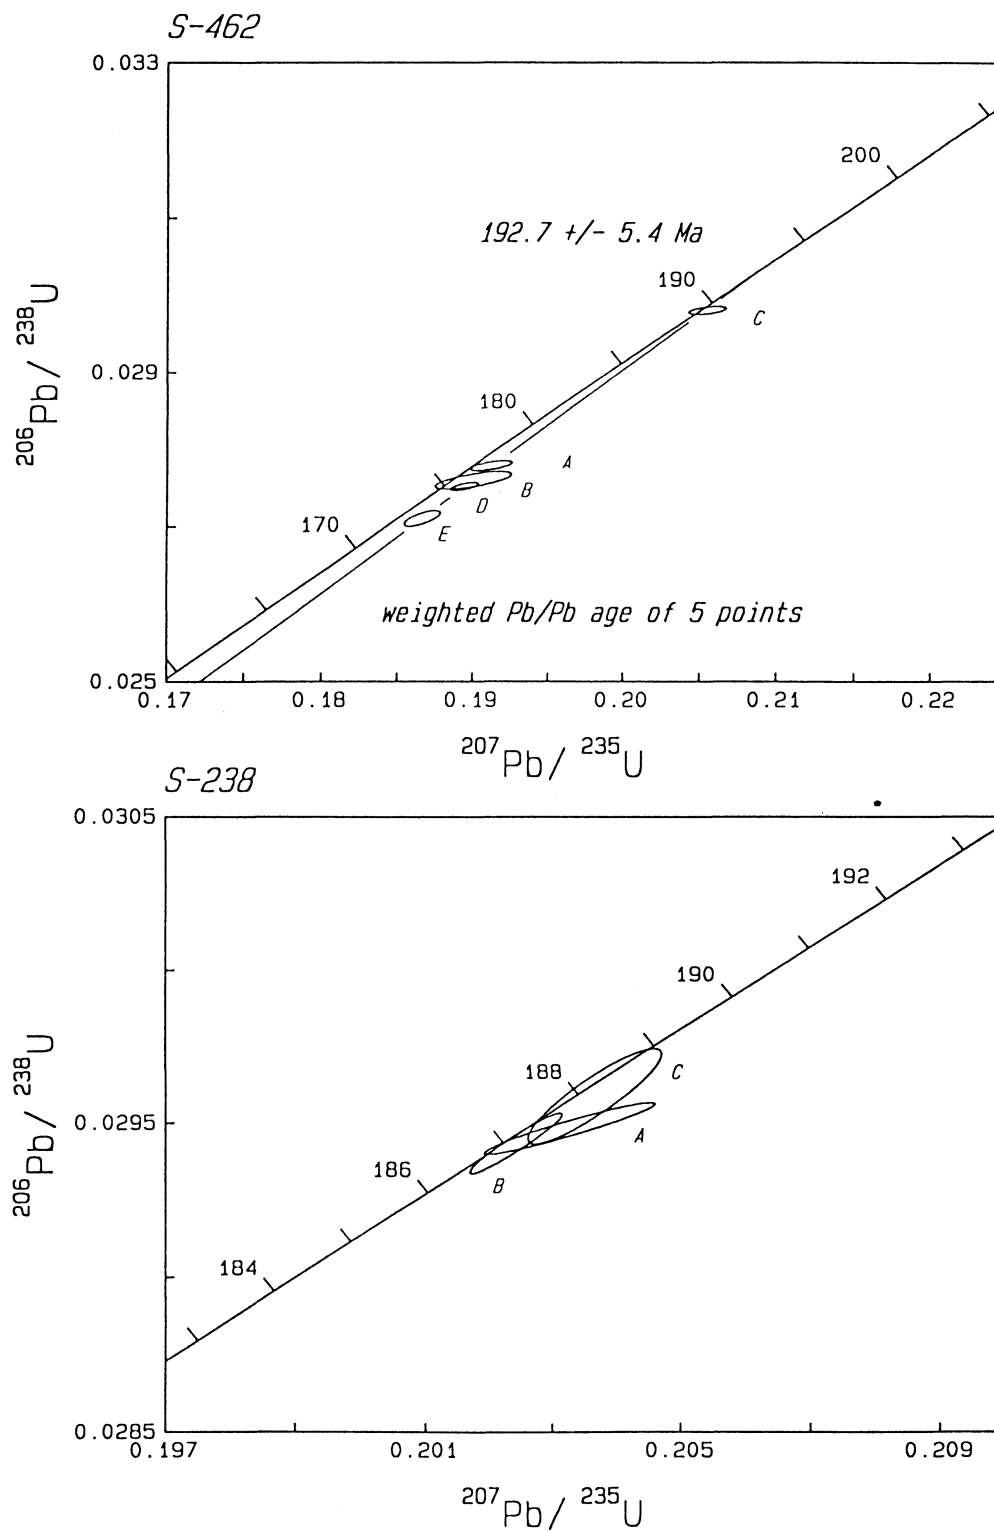 S-462
0.033
200
192.7 +/- 5.4 Ma
190
C
0.029
180
A
B
D
170
E
weighted Pb/Pb age of 5 points
0.025
0.17 0.18 0.19 0.20 0.21 0.22
206Pb/ 238U
207Pb/ 235U
S-238
0.0305
192
190
188
C
0.0295
A
186
B
184
0.0285
0.197 0.201 0.205 0.209
206Pb/ 238U
207Pb/ 235U